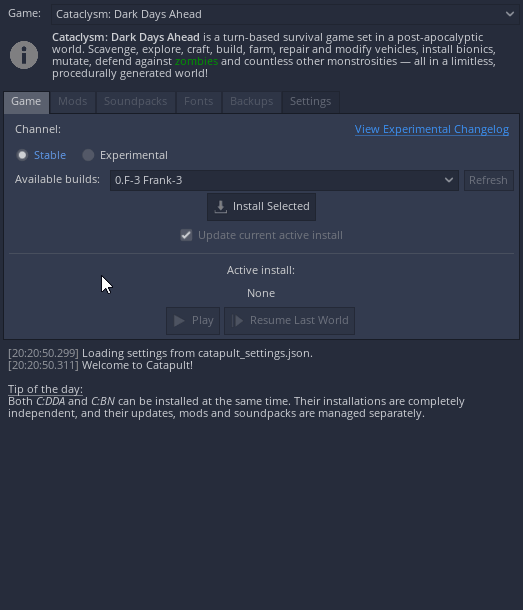 Game: Cataclysm: Dark Days Ahead
Cataclysm: Dark Days Ahead is a turn-based survival game set in a post-apocalyptic
world. Scavenge, explore, craft, build, farm, repair and modify vehicles, install bionics,
mutate, defend against zombies and countless other monstrosities — all in a limitless,
procedurally generated world!
Game Mods Soundpacks Fonts Backups Settings
Channel: View Experimental Changelog
Stable Experimental
Available builds: 0.F-3 Frank-3 Refresh
Install Selected
Update current active install
Active install:
None
Play Resume Last World
[20:20:50.299] Loading settings from catapult_settings.json.
[20:20:50.311] Welcome to Catapult!
Tip of the day:
Both C:DDA and C:BN can be installed at the same time. Their installations are completely
independent, and their updates, mods and soundpacks are managed separately.